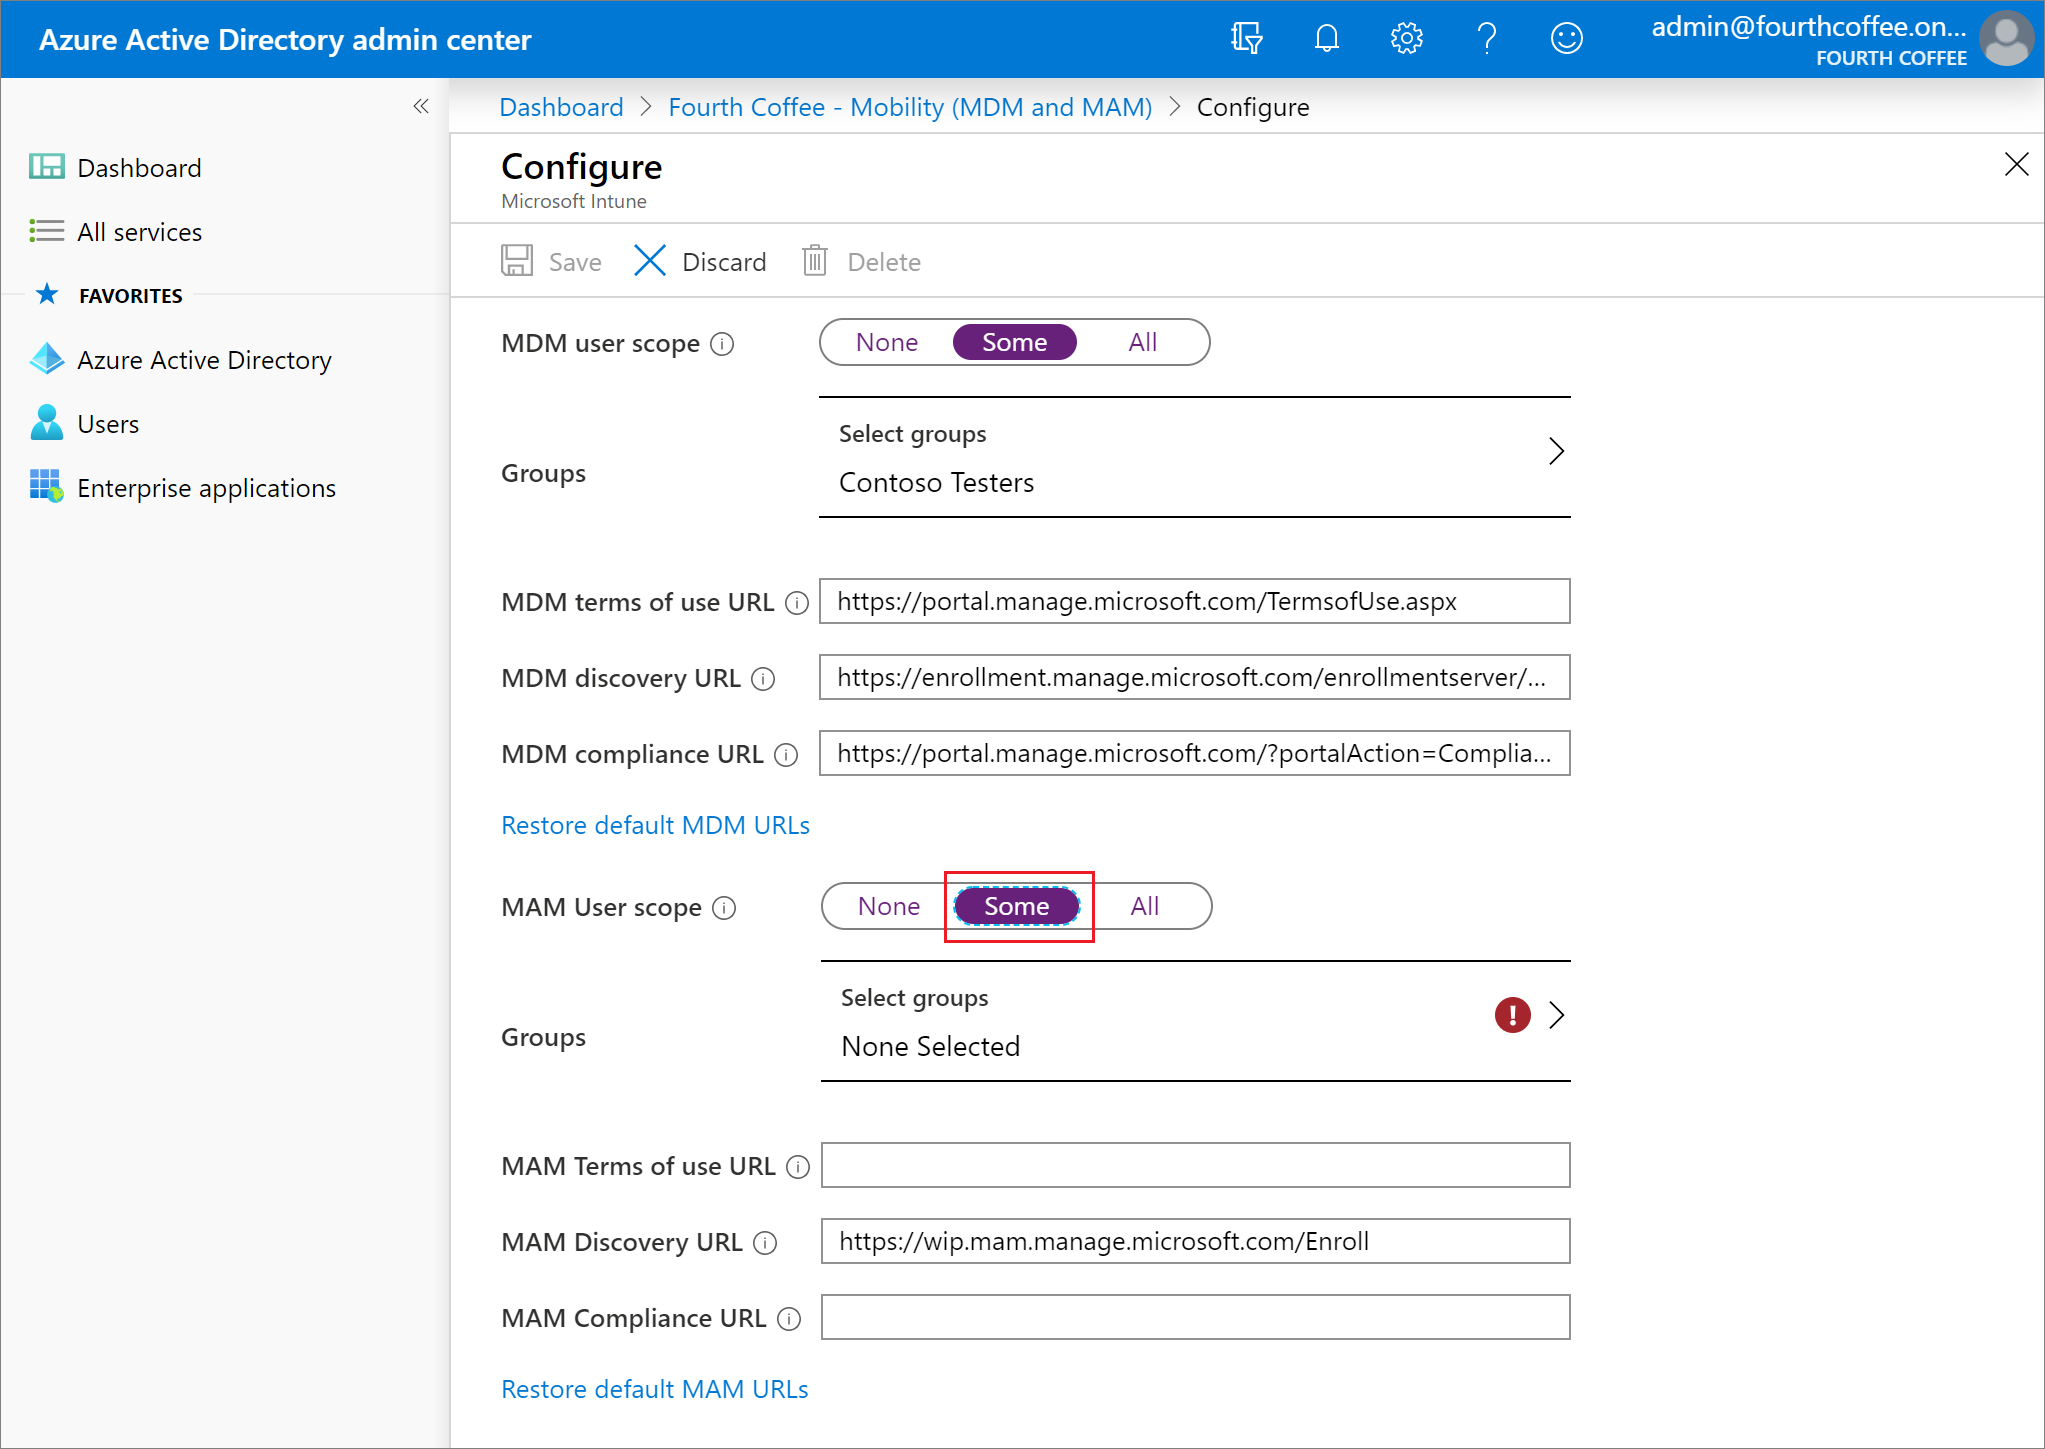 Azure Active Directory admin center
admin@fourthcoffee.on...
FOURTH COFFEE
Dashboard
All services
FAVORITES
Azure Active Directory
Users
Enterprise applications
Dashboard > Fourth Coffee - Mobility (MDM and MAM) > Configure
Configure
Microsoft Intune
Save Discard Delete
MDM user scope None Some All
Select groups
Groups
Contoso Testers
MDM terms of use URL https://portal.manage.microsoft.com/TermsofUse.aspx
MDM discovery URL https://enrollment.manage.microsoft.com/enrollmentserver/...
MDM compliance URL https://portal.manage.microsoft.com/?portalAction=Complia...
Restore default MDM URLs
MAM User scope None Some All
Select groups
Groups
None Selected
MAM Terms of use URL
MAM Discovery URL https://wip.mam.manage.microsoft.com/Enroll
MAM Compliance URL
Restore default MAM URLs